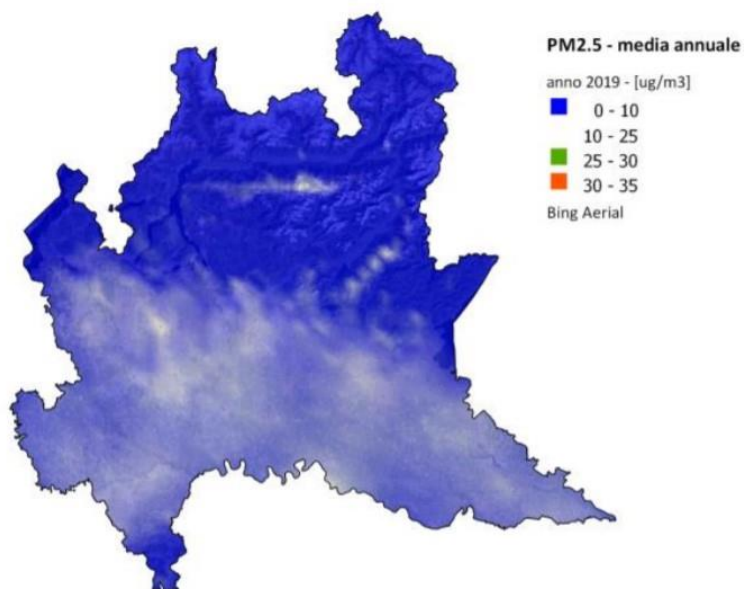 PM2.5 - media annuale
anno 2019 - [ug/m3]
0 - 10
10 - 25
25 - 30
30 - 35
Bing Aerial